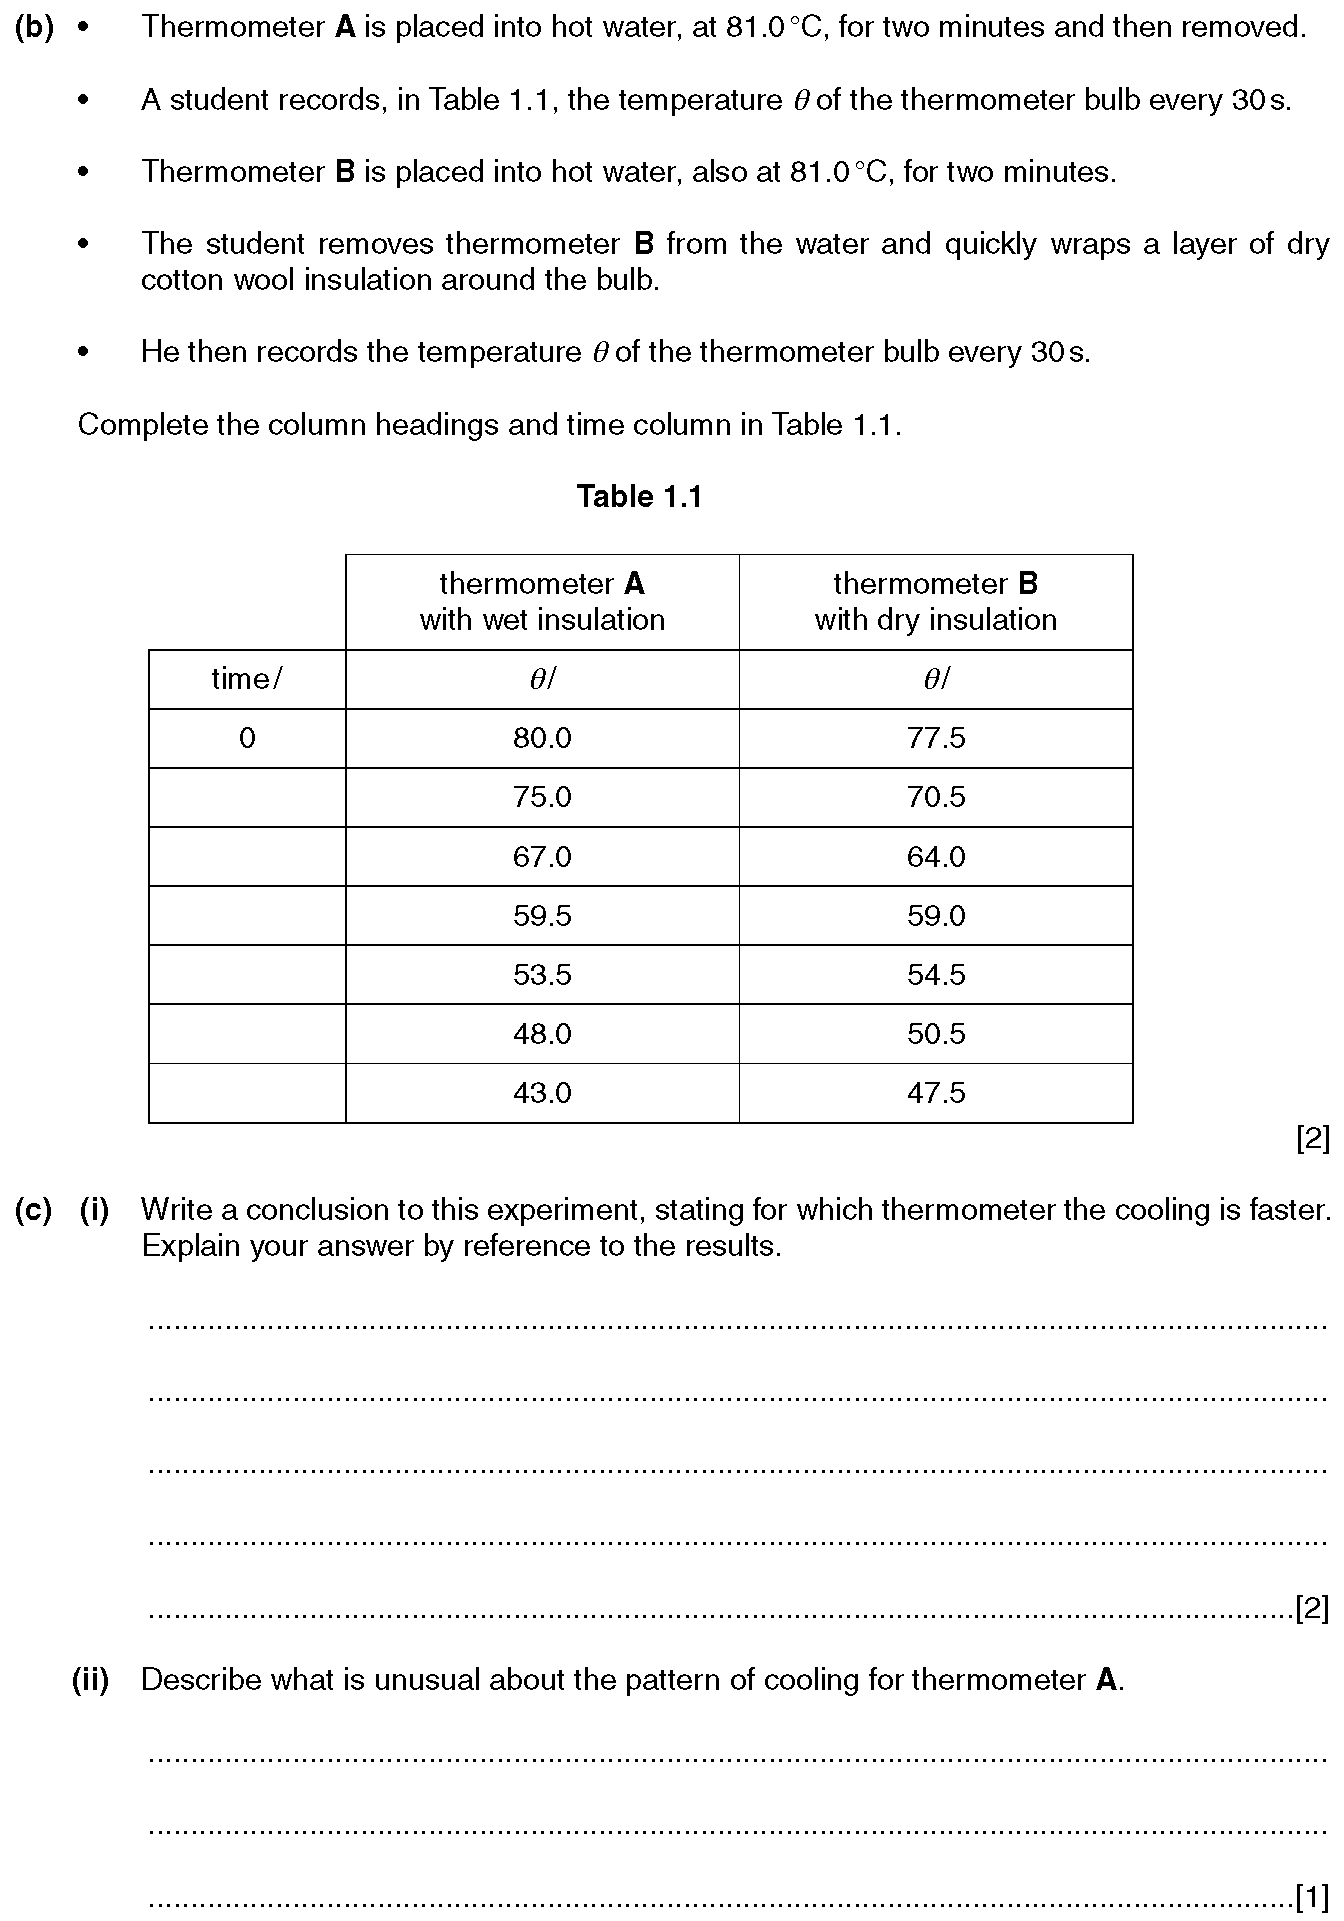 (b) • Thermometer A is placed into hot water, at 81.0 °C, for two minutes and then removed.
• A student records, in Table 1.1, the temperature θ of the thermometer bulb every 30 s.
• Thermometer B is placed into hot water, also at 81.0 °C, for two minutes.
• The student removes thermometer B from the water and quickly wraps a layer of dry
cotton wool insulation around the bulb.
• He then records the temperature θ of the thermometer bulb every 30 s.
Complete the column headings and time column in Table 1.1.
Table 1.1
thermometer A thermometer B
with wet insulation with dry insulation
time / θ / θ /
0 80.0 77.5
75.0 70.5
67.0 64.0
59.5 59.0
53.5 54.5
48.0 50.5
43.0 47.5
[2]
(c) (i) Write a conclusion to this experiment, stating for which thermometer the cooling is faster.
Explain your answer by reference to the results.
[2]
(ii) Describe what is unusual about the pattern of cooling for thermometer A.
[1]